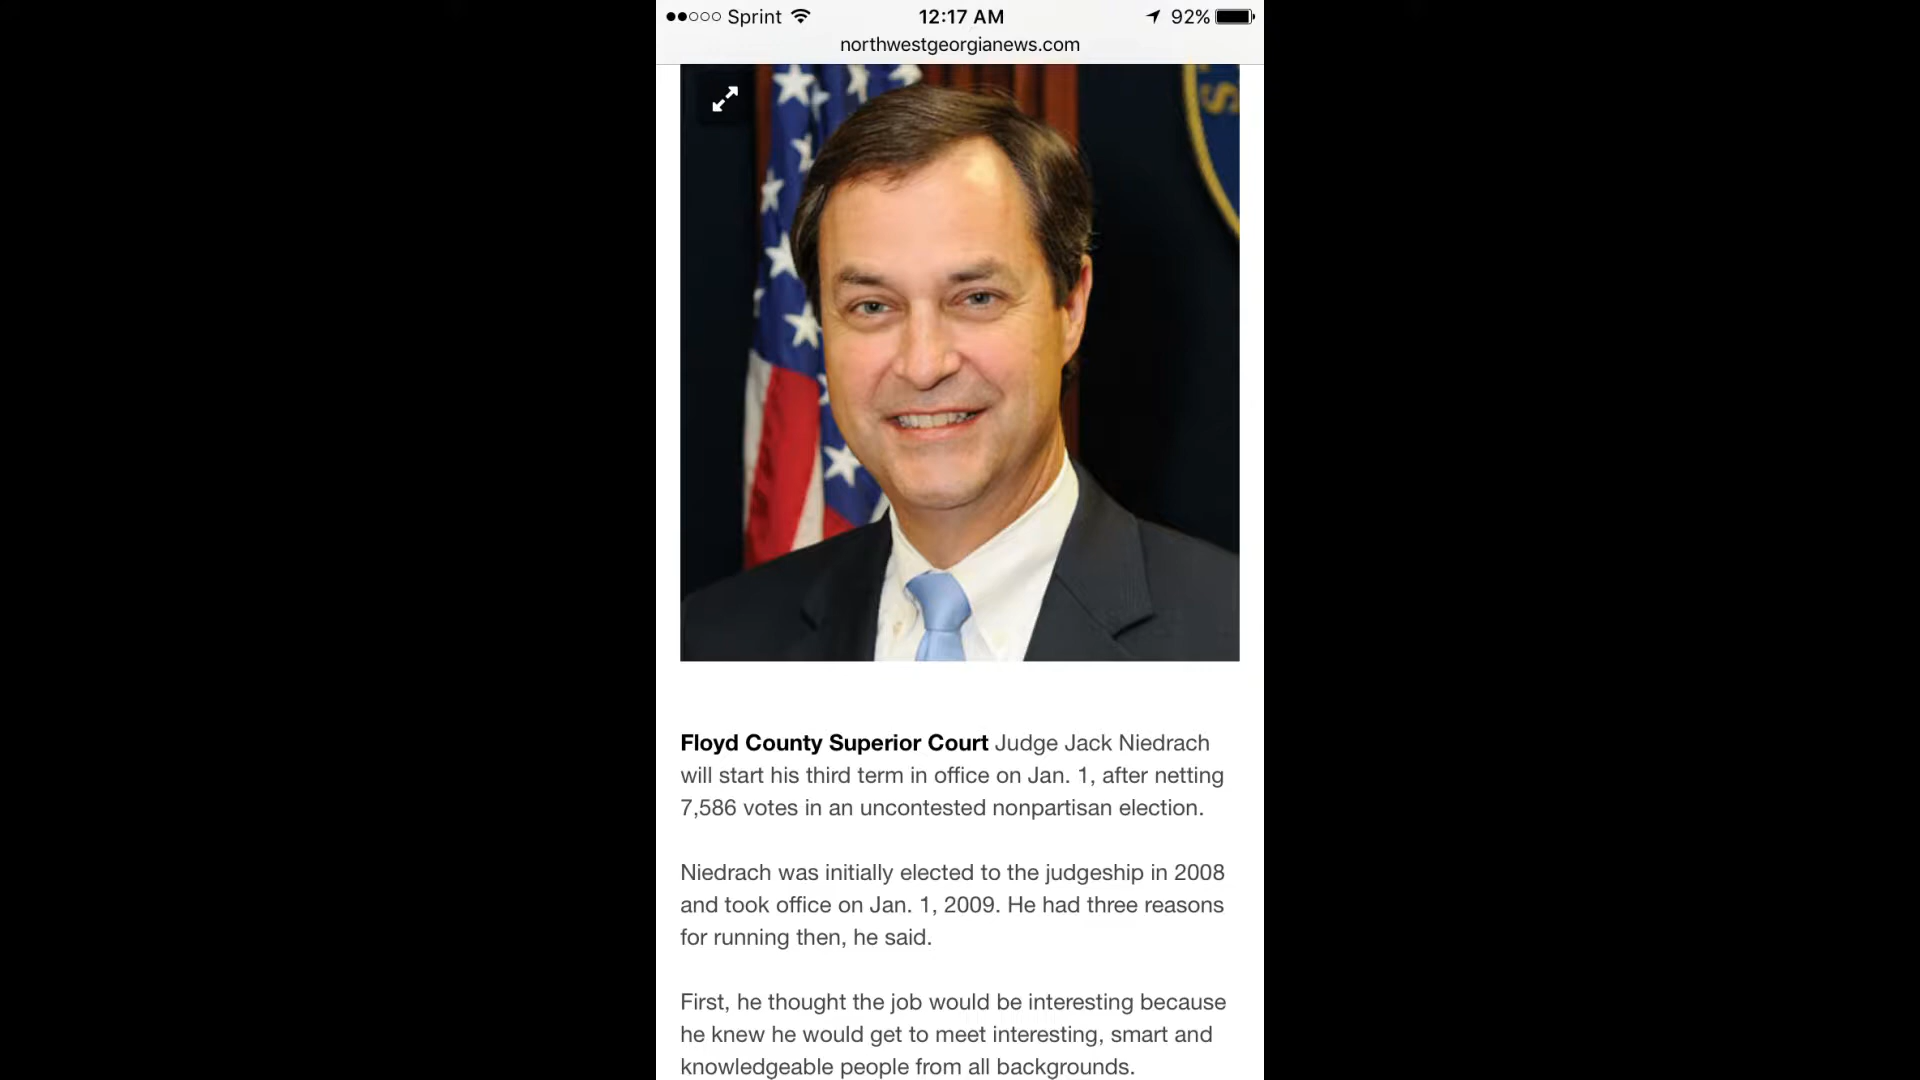 Sprint 12:17 AM 92%
northwestgeorgianews.com
S
Floyd County Superior Court Judge Jack Niedrach
will start his third term in office on Jan. 1, after netting
7,586 votes in an uncontested nonpartisan election.
Niedrach was initially elected to the judgeship in 2008
and took office on Jan. 1, 2009. He had three reasons
for running then, he said.
First, he thought the job would be interesting because
he knew he would get to meet interesting, smart and
knowledgeable people from all backgrounds.